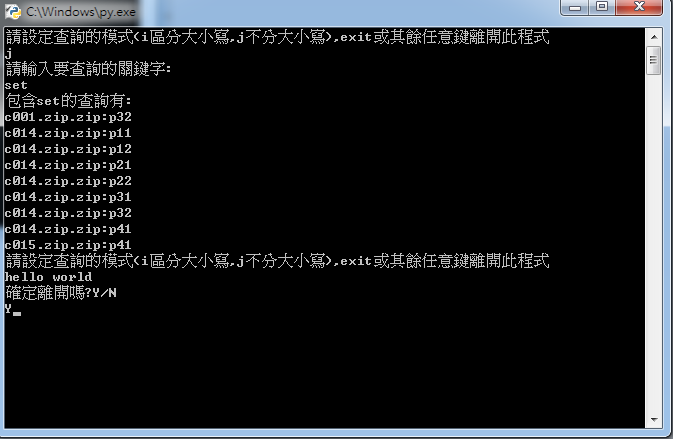 C:\Windows\py.exe
請設定查詢的模式(i區分大小寫,j不分大小寫),exit或其餘任意鍵離開此程式
j
請輸入要查詢的關鍵字:
set
包含set的查詢有:
c001.zip.zip:p32
c014.zip.zip:p11
c014.zip.zip:p12
c014.zip.zip:p21
c014.zip.zip:p22
c014.zip.zip:p31
c014.zip.zip:p32
c014.zip.zip:p41
c015.zip.zip:p41
請設定查詢的模式(i區分大小寫,j不分大小寫),exit或其餘任意鍵離開此程式
hello world
確定離開嗎?Y/N
Y